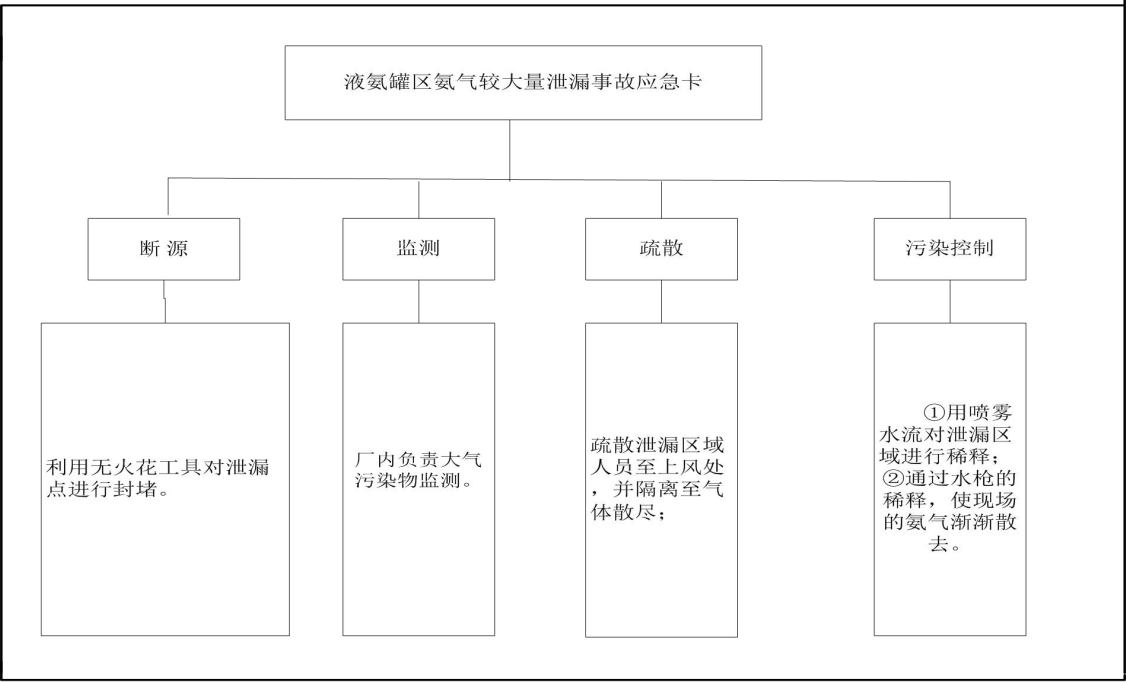 液氨罐区氨气较大量泄漏事故应急卡
断 源
监测
疏散
污染控制
利用无火花工具对泄漏
点进行封堵。
厂内负责大气
污染物监测。
疏散泄漏区域
人员至上风处
，并隔离至气
体散尽；
①用喷雾
水流对泄漏区
域进行稀释；
②通过水枪的
稀释，使现场
的氨气渐渐散
去。